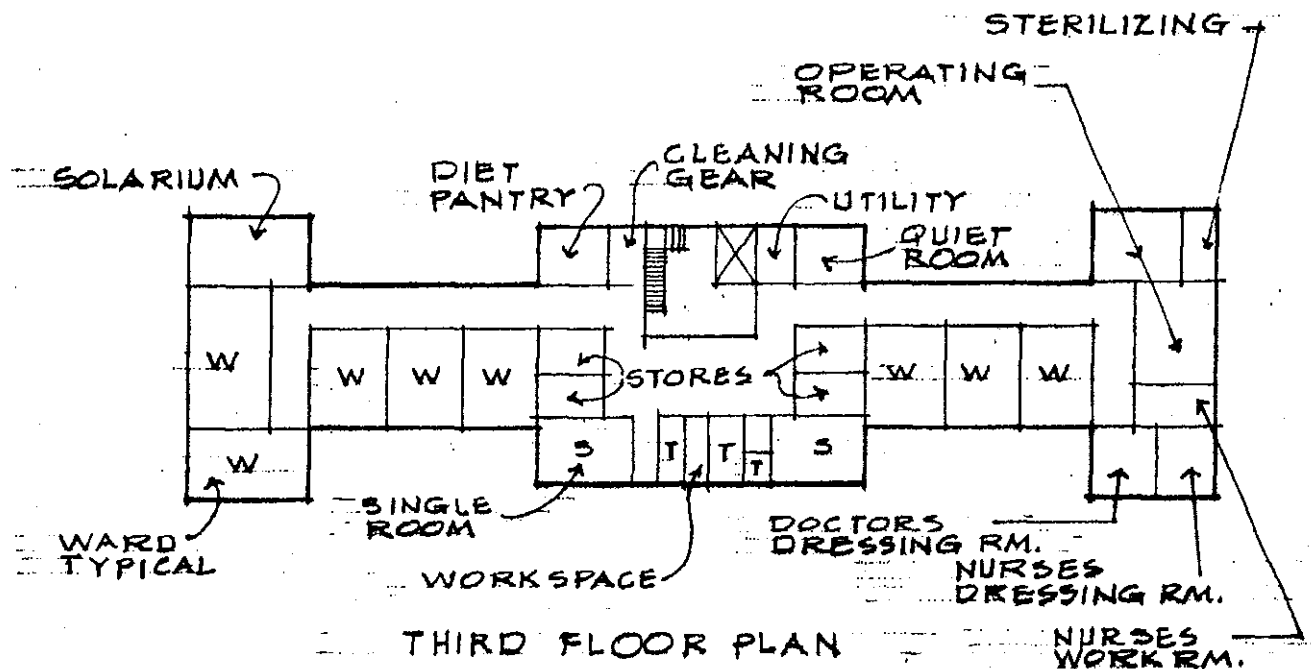 STERILIZING
OPERATING
ROOM
SOLARIUM
DIET
PANTRY
CLEANING
GEAR
UTILITY
QUIET
ROOM
W
W
W
W
STORES
W
W
W
W
S
T
T
T
S
SINGLE
ROOM
WARD
TYPICAL
WORKSPACE
DOCTORS
DRESSING RM.
NURSES
DRESSING RM.
NURSES
WORK RM.
THIRD FLOOR PLAN